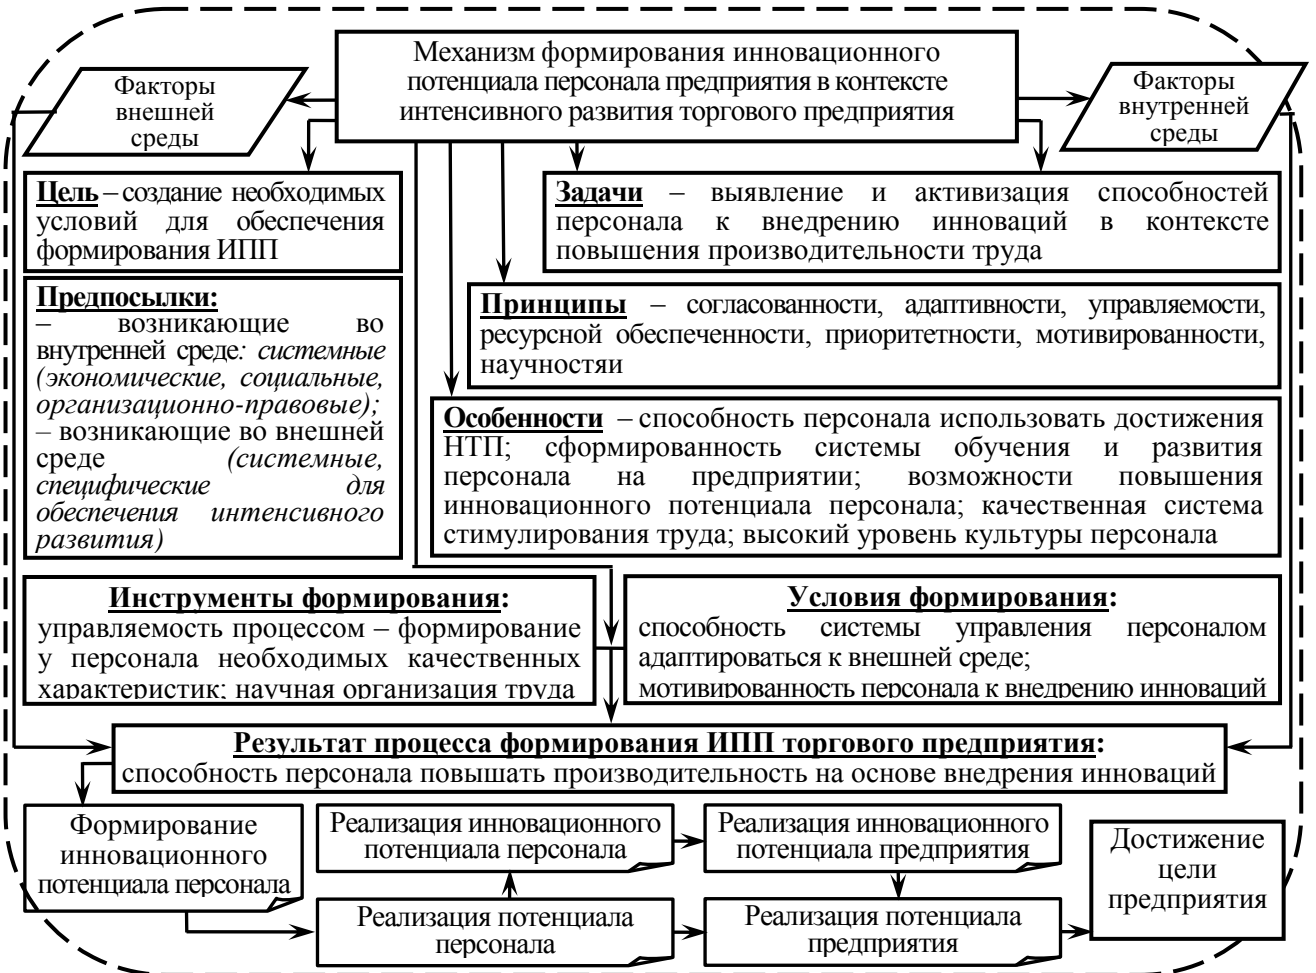 Механизм формирования инновационного
потенциала персонала предприятия в контексте
интенсивного развития торгового предприятия
Факторы
внешней
среды
Факторы
внутренней
среды
Цель – создание необходимых
условий для обеспечения
формирования ИПП
Задачи – выявление и активизация способностей
персонала к внедрению инноваций в контексте
повышения производительности труда
Предпосылки:
– возникающие во
внутренней среде: системные
(экономические, социальные,
организационно-правовые);
– возникающие во внешней
среде (системные,
специфические для
обеспечения интенсивного
развития)
Принципы – согласованности, адаптивности, управляемости,
ресурсной обеспеченности, приоритетности, мотивированности,
научностяи
Особенности – способность персонала использовать достижения
НТП; сформированность системы обучения и развития
персонала на предприятии; возможности повышения
инновационного потенциала персонала; качественная система
стимулирования труда; высокий уровень культуры персонала
Инструменты формирования:
управляемость процессом – формирование
у персонала необходимых качественных
характеристик; научная организация труда
Условия формирования:
способность системы управления персоналом
адаптироваться к внешней среде;
мотивированность персонала к внедрению инноваций
Результат процесса формирования ИПП торгового предприятия:
способность персонала повышать производительность на основе внедрения инноваций
Формирование
инновационного
потенциала персонала
Реализация инновационного
потенциала персонала
Реализация инновационного
потенциала предприятия
Реализация потенциала
персонала
Реализация потенциала
предприятия
Достижение
цели
предприятия